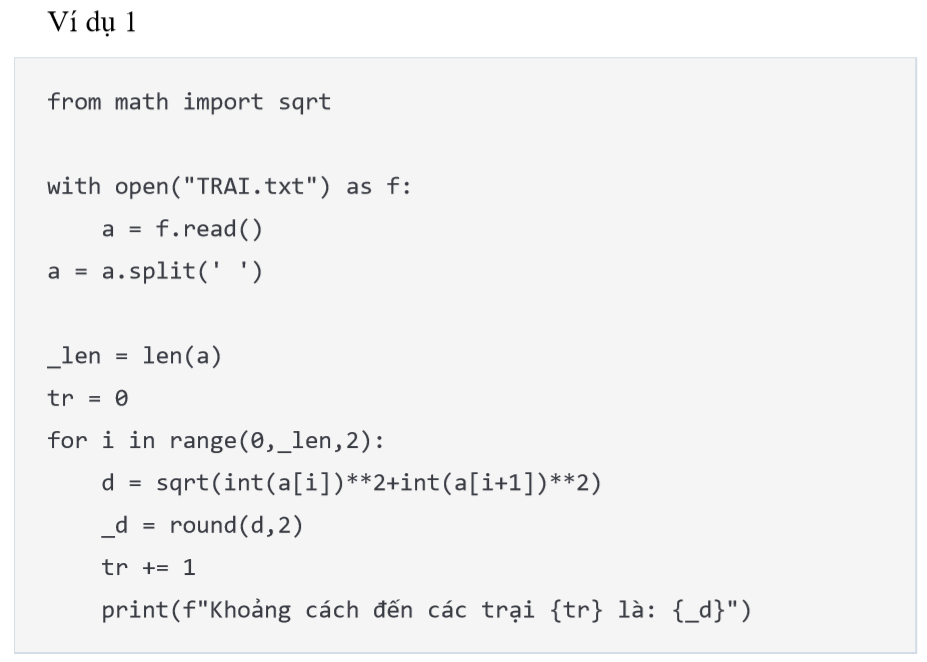 Ví dụ 1
from math import sqrt
with open("TRAI.txt") as f:
    a = f.read()
a = a.split(' ')
_len = len(a)
tr = 0
for i in range(0,_len,2):
    d = sqrt(int(a[i])**2+int(a[i+1])**2)
    _d = round(d,2)
    tr += 1
    print(f"Khoảng cách đến các trại {tr} là: {_d}")